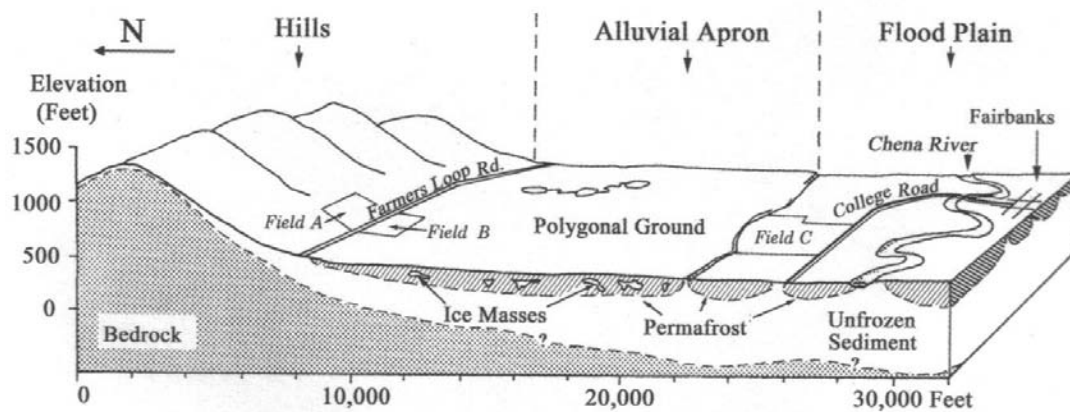 N
Hills
Alluvial Apron
Flood Plain
Elevation
(Feet)
Fairbanks
Chena River
1500
1000
500
0
Farmers Loop Rd.
College Road
Field A
Field B
Polygonal Ground
Field C
Ice Masses
Permafrost
Unfrozen
Sediment
Bedrock
?
?
0
10,000
20,000
30,000 Feet